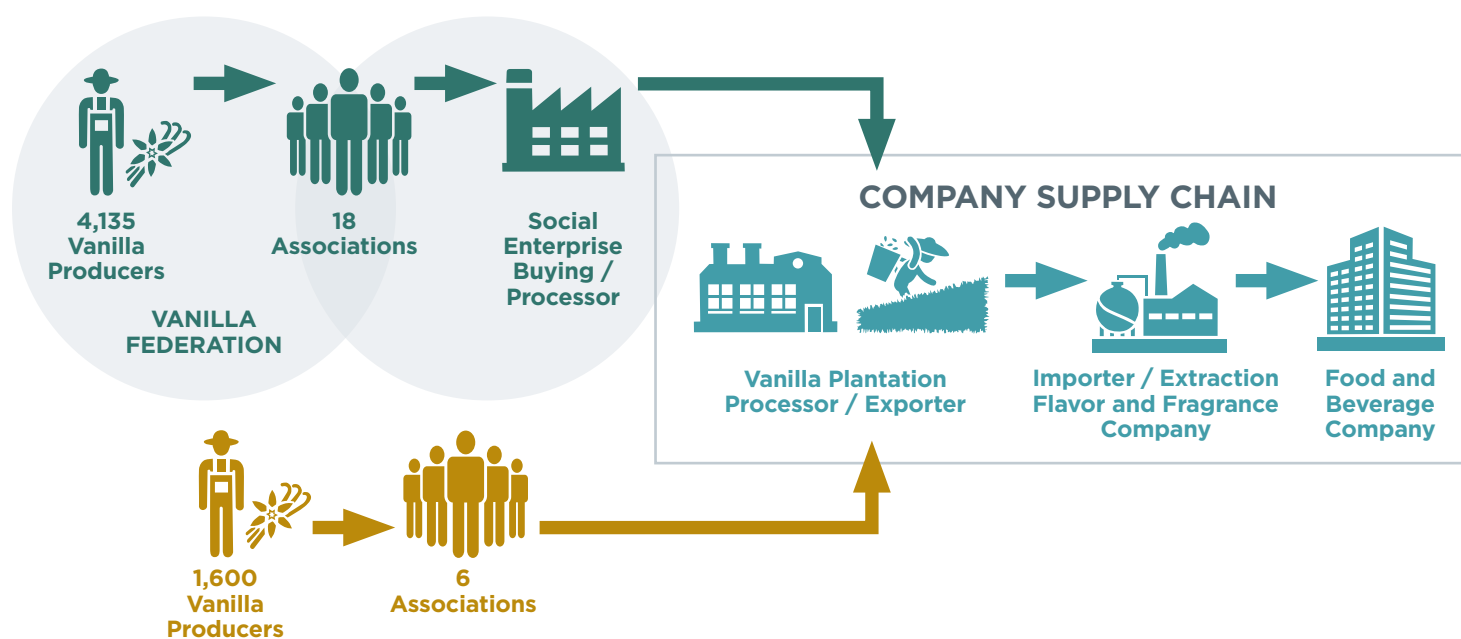 4,135
Vanilla
Producers
18
Associations
Social
Enterprise
Buying /
Processor
VANILLA
FEDERATION
COMPANY SUPPLY CHAIN
Vanilla Plantation
Processor / Exporter
Importer / Extraction
Flavor and Fragrance
Company
Food and
Beverage
Company
1,600
Vanilla
Producers
6
Associations